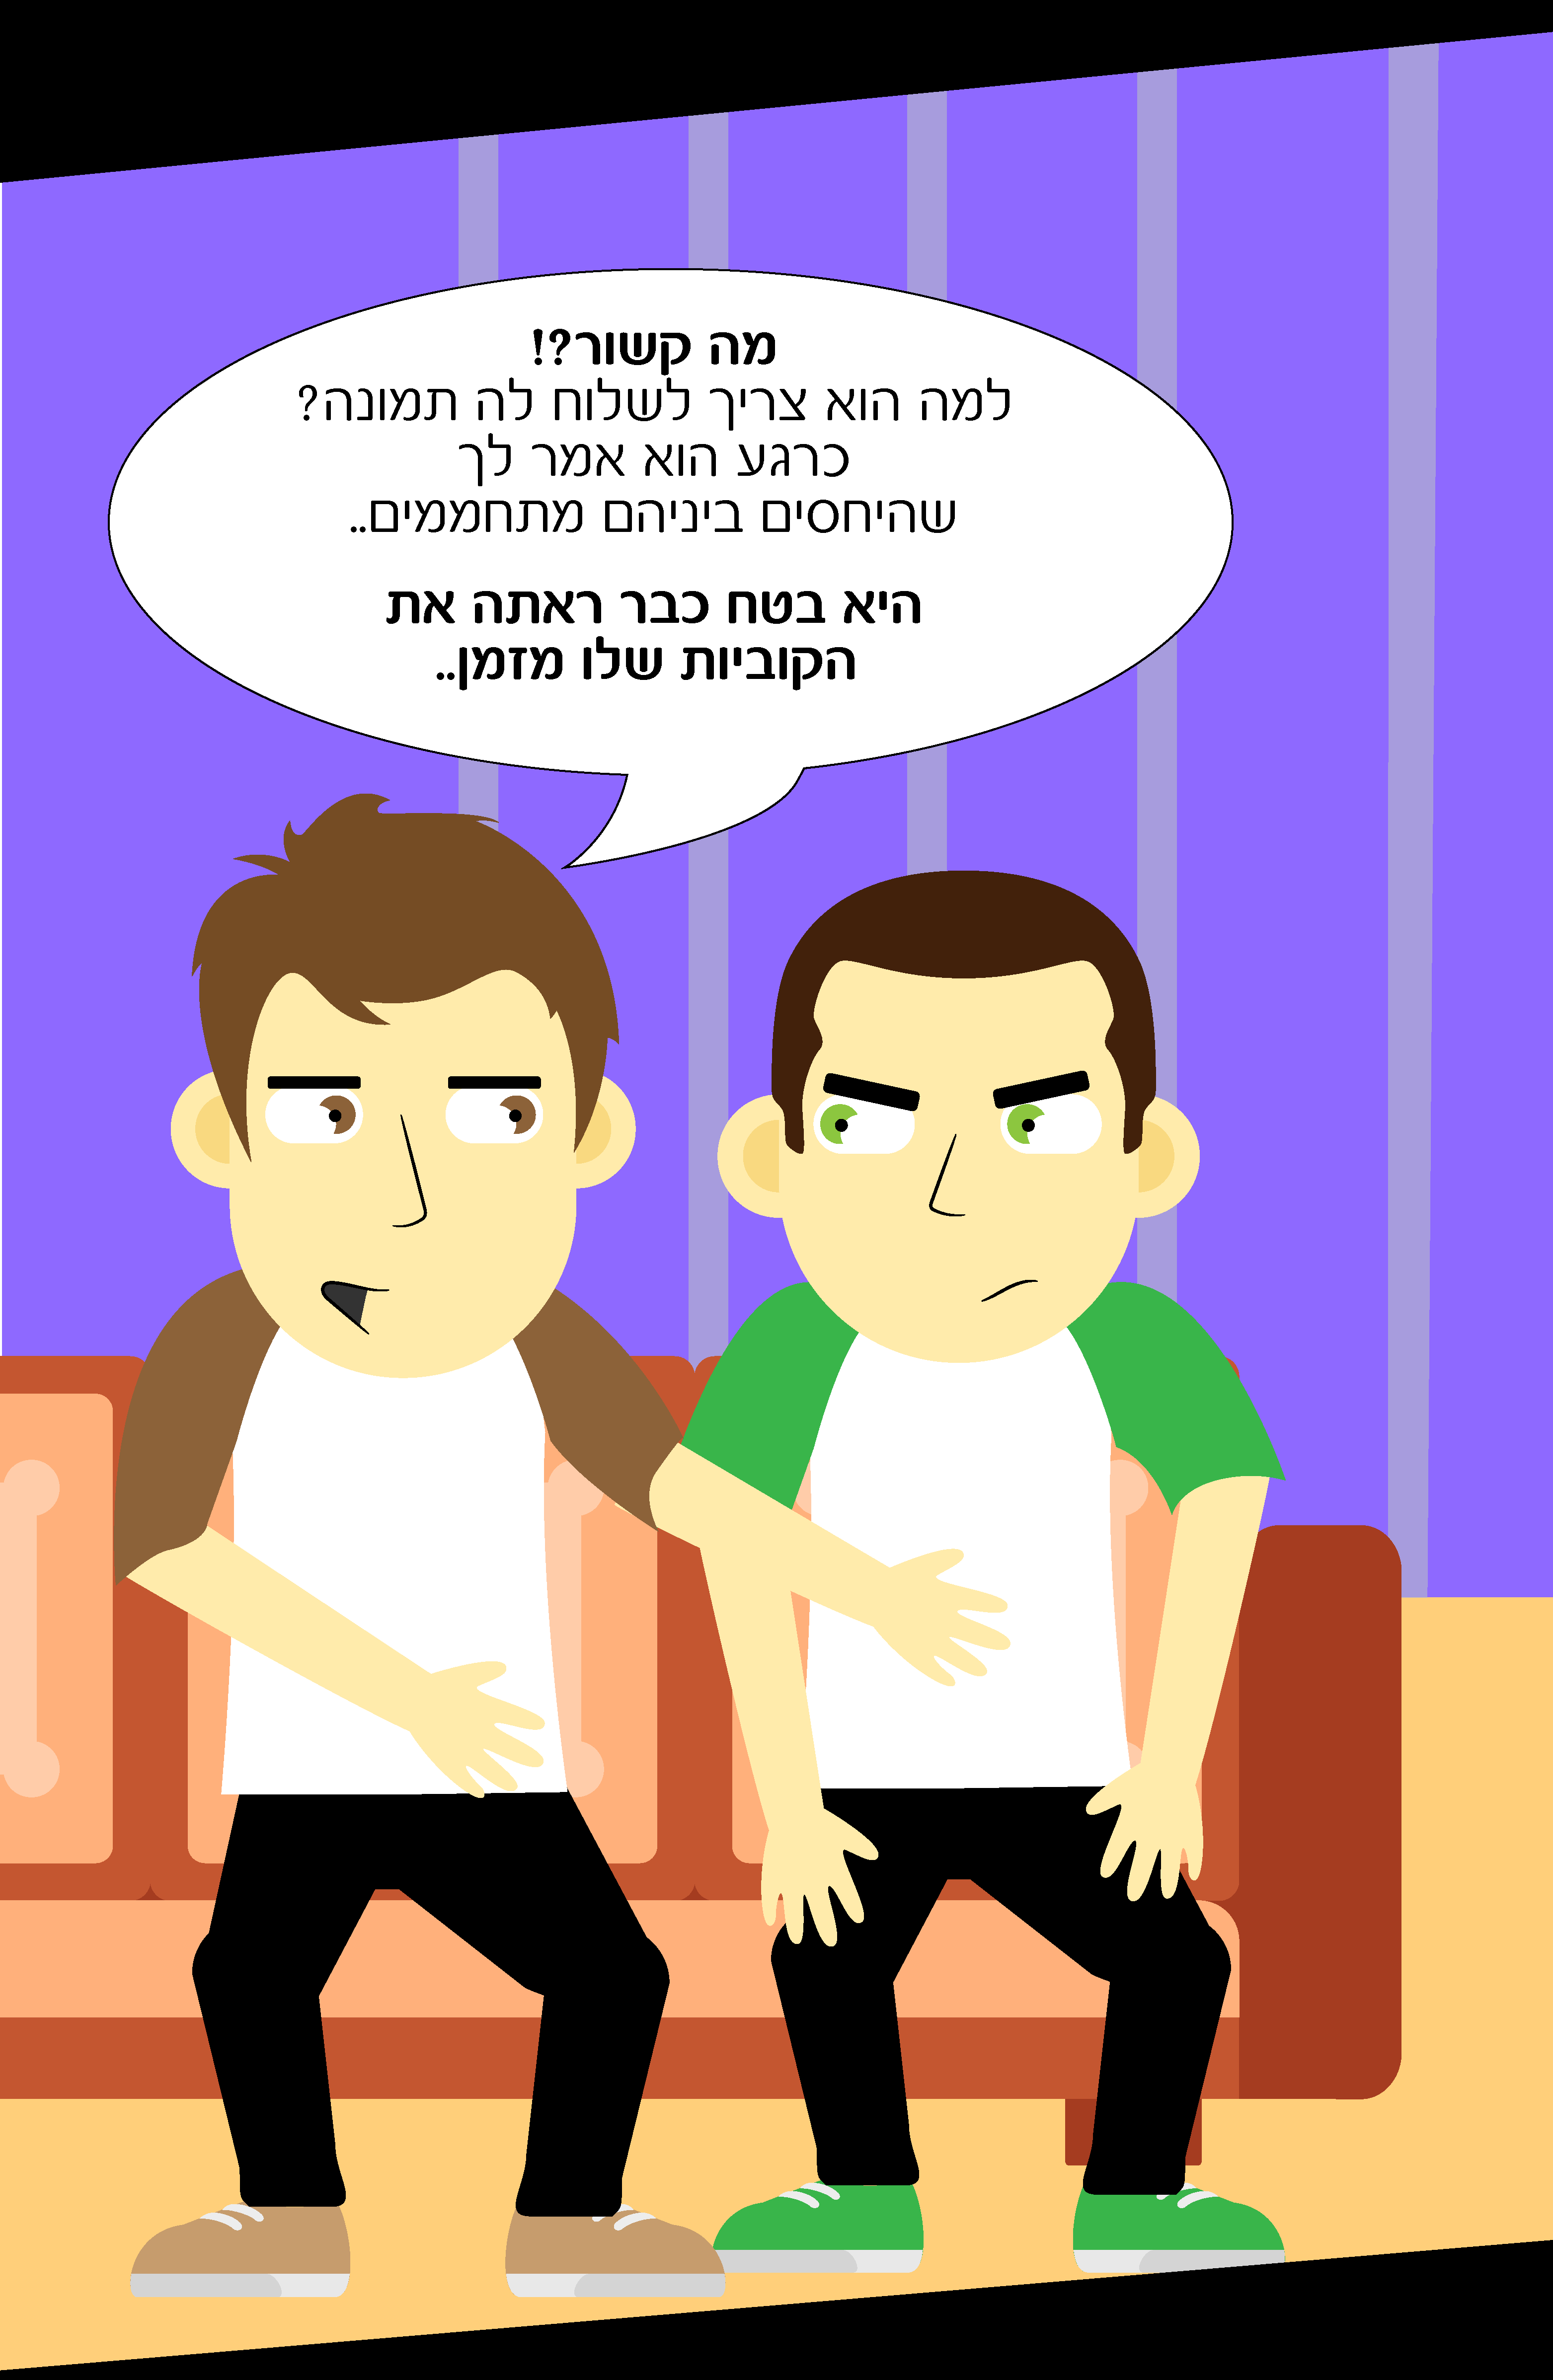 מה קשור?!
למה הוא צריך לשלוח לה תמונה?
כרגע הוא אמר לך
שהיחסים ביניהם מתחממים..
היא בטח כבר ראתה את
הקוביות שלו מזמן..